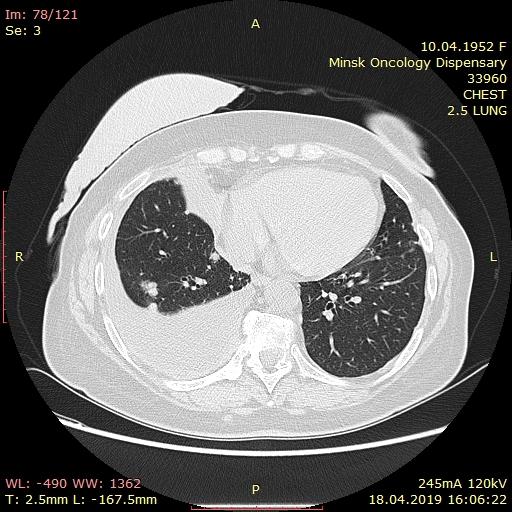 Im: 78/121
Se: 3
A
10.04.1952 F
Minsk Oncology Dispensary
33960
CHEST
2.5 LUNG
R
L
WL: -490 WW: 1362
T: 2.5mm L: -167.5mm
P
245mA 120kV
18.04.2019 16:06:22